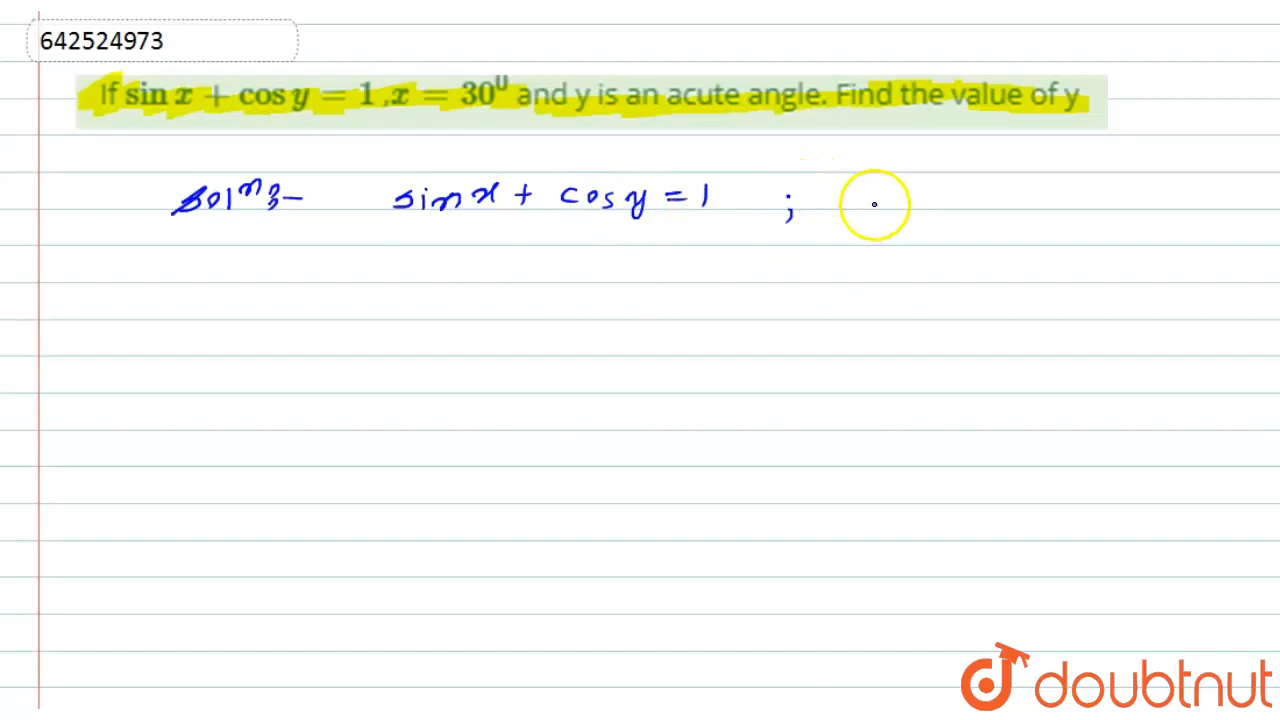 642524973
If sin x + cos y = 1 , x = 30⁰ and y is an acute angle. Find the value of y
Solⁿ:- sin x + cos y = 1 ;
doubtnut